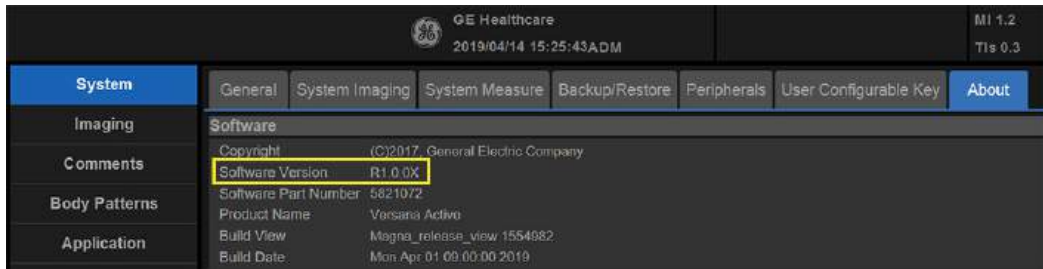 GE Healthcare
2019/04/14 15:25:43ADM
MI 1.2
TIs 0.3
System
General System Imaging System Measure Backup/Restore Peripherals User Configurable Key About
Imaging
Software
Copyright (C)2017, General Electric Company
Comments
Software Version R1.0.0X
Software Part Number 5821072
Body Patterns
Product Name Versana Active
Build View Magna_release_view 1554982
Application
Build Date Mon Apr 01 09:00:00 2019